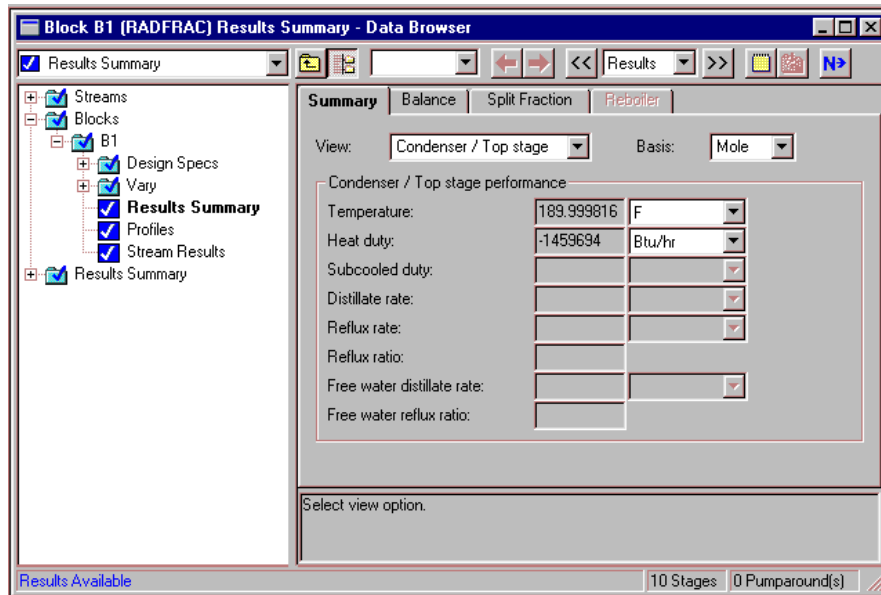 Block B1 (RADFRAC) Results Summary - Data Browser
Results Summary
<< Results >> N
Streams
Blocks
B1
Design Specs
Vary
Results Summary
Profiles
Stream Results
Results Summary
Summary Balance Split Fraction Reboiler
View: Condenser / Top stage Basis: Mole
Condenser / Top stage performance
Temperature: 189.999816 F
Heat duty: -1459694 Btu/hr
Subcooled duty:
Distillate rate:
Reflux rate:
Reflux ratio:
Free water distillate rate:
Free water reflux ratio:
Select view option.
Results Available 10 Stages 0 Pumparound(s)